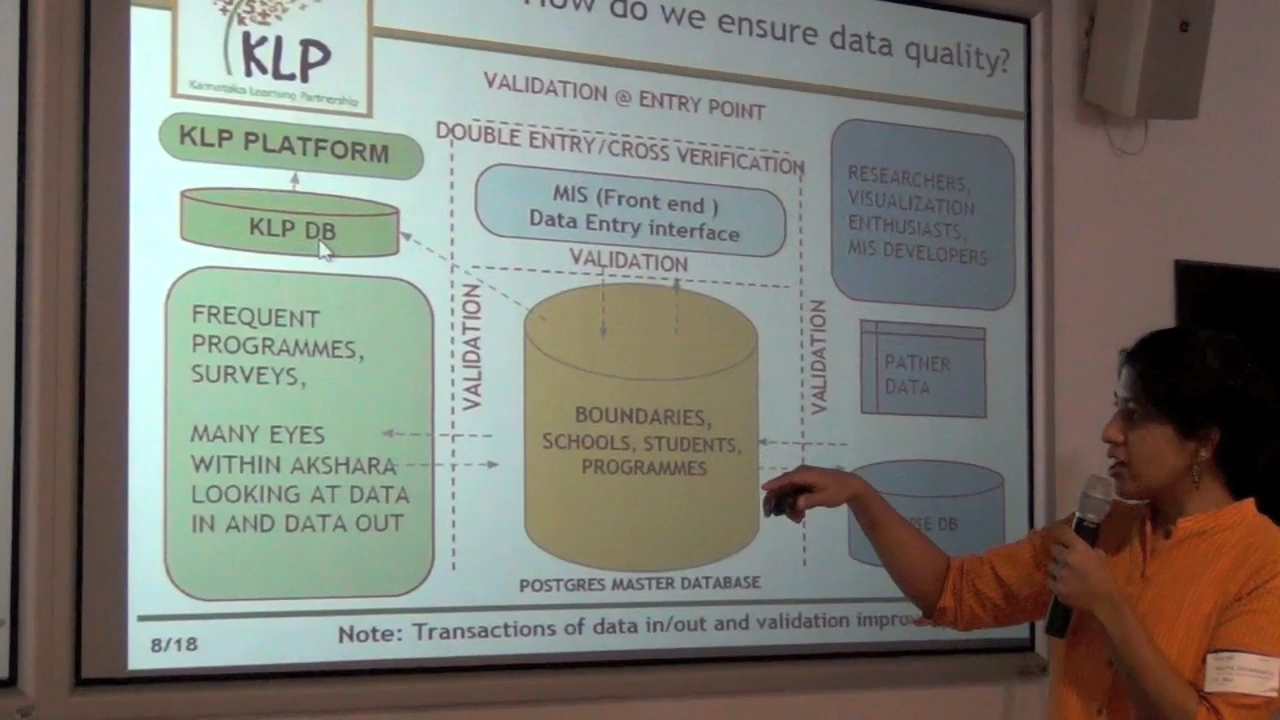 How do we ensure data quality?
KLP
Karnataka Learning Partnership
VALIDATION @ ENTRY POINT
DOUBLE ENTRY/CROSS VERIFICATION
KLP PLATFORM
KLP DB
MIS (Front end )
Data Entry interface
VALIDATION
RESEARCHERS,
VISUALIZATION
ENTHUSIASTS,
MIS DEVELOPERS
FREQUENT
PROGRAMMES,
SURVEYS,
MANY EYES
WITHIN AKSHARA
LOOKING AT DATA
IN AND DATA OUT
VALIDATION
BOUNDARIES,
SCHOOLS, STUDENTS,
PROGRAMMES
POSTGRES MASTER DATABASE
VALIDATION
PATNER
DATA
DB
8/18
Note: Transactions of data in/out and validation